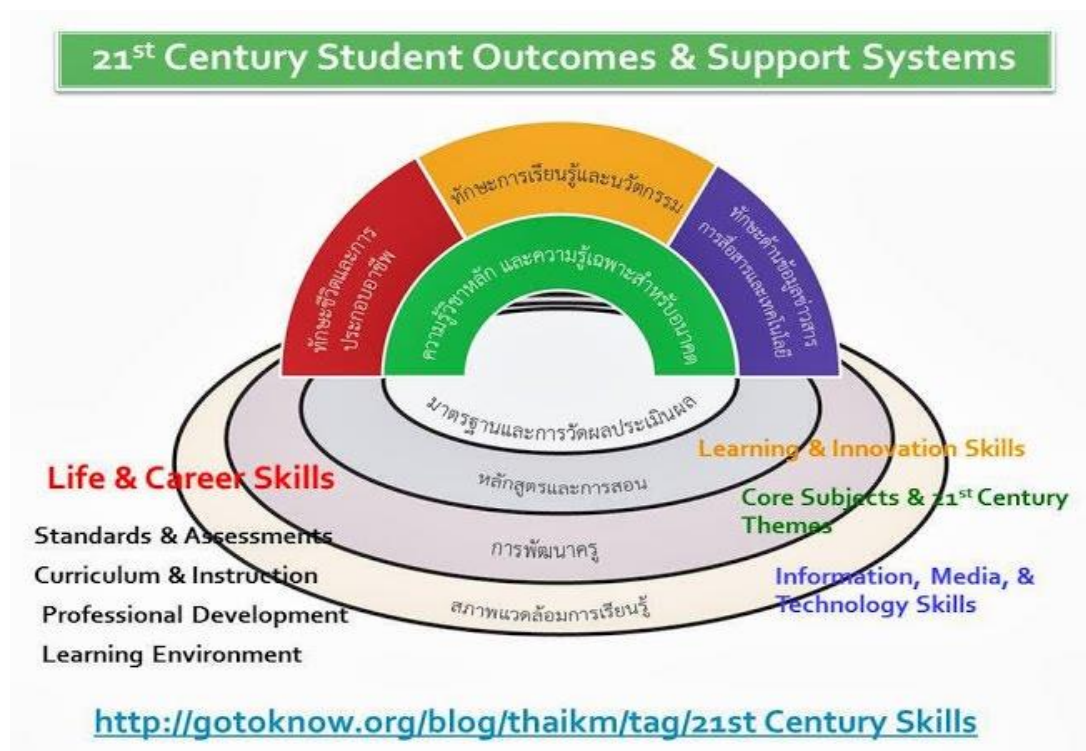 21st Century Student Outcomes & Support Systems
ทักษะการเรียนรู้และนวัตกรรม
ทักษะชีวิตและการ
ประกอบอาชีพ
ความรู้วิชาหลัก และความรู้เฉพาะสำหรับอนาคต
ทักษะด้านข้อมูลข่าวสาร
การสื่อสารและเทคโนโลยี
มาตรฐานและการวัดผลประเมินผล
หลักสูตรและการสอน
การพัฒนาครู
สภาพแวดล้อมการเรียนรู้
Life & Career Skills
Standards & Assessments
Curriculum & Instruction
Professional Development
Learning Environment
Learning & Innovation Skills
Core Subjects & 21st Century
Themes
Information, Media, &
Technology Skills
http://gotoknow.org/blog/thaikm/tag/21st Century Skills